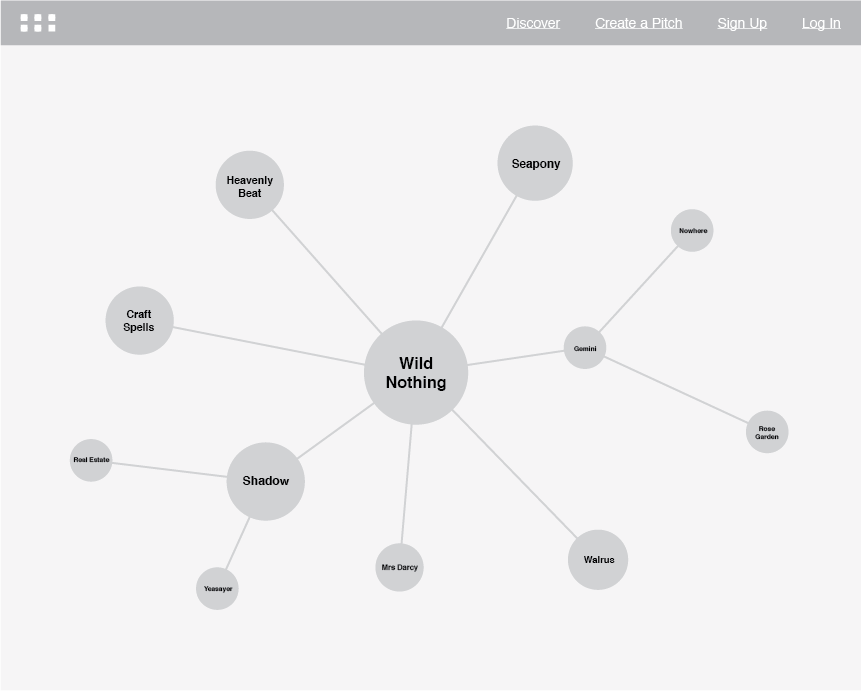 Discover Create a Pitch Sign Up Log In
Seapony
Heavenly
Beat
Nowhere
Craft
Spells
Gemini
Wild
Nothing
Rose
Garden
Real Estate
Shadow
Walrus
Mrs Darcy
Yeasayer